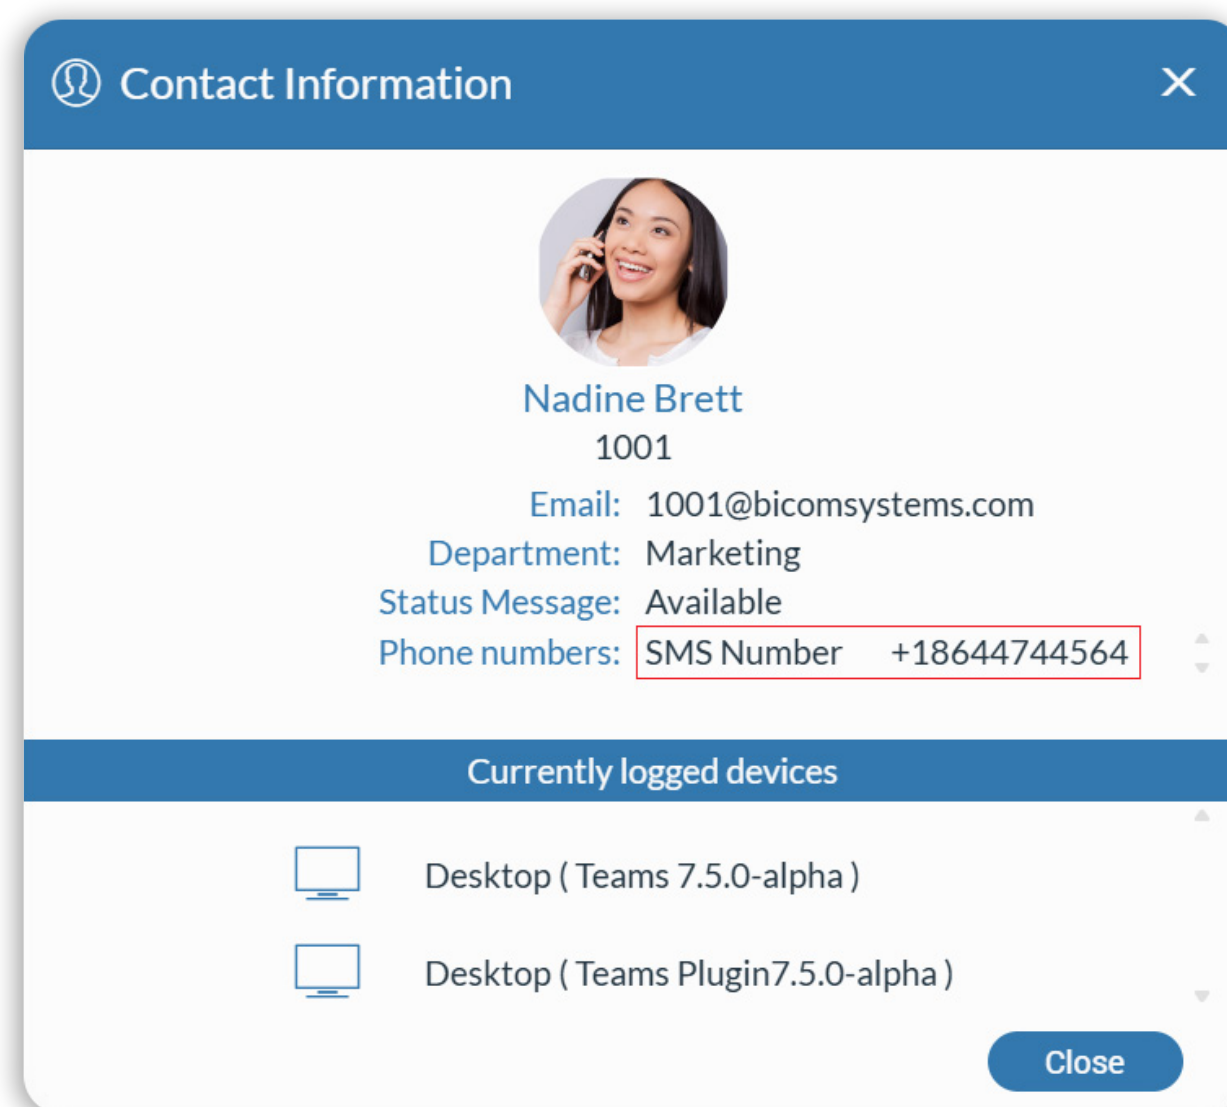 Contact Information
Nadine Brett
1001
Email: 1001@bicomsystems.com
Department: Marketing
Status Message: Available
Phone numbers: SMS Number +18644744564
Currently logged devices
Desktop ( Teams 7.5.0-alpha )
Desktop ( Teams Plugin7.5.0-alpha )
Close